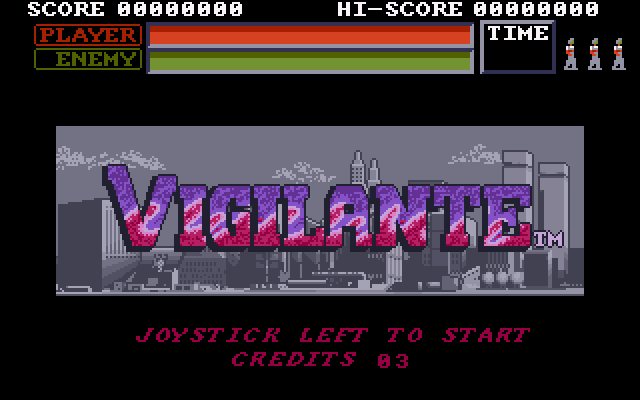 SCORE 00000000 HI-SCORE 00000000
PLAYER TIME
ENEMY
VIGILANTE TM
JOYSTICK LEFT TO START
CREDITS 03